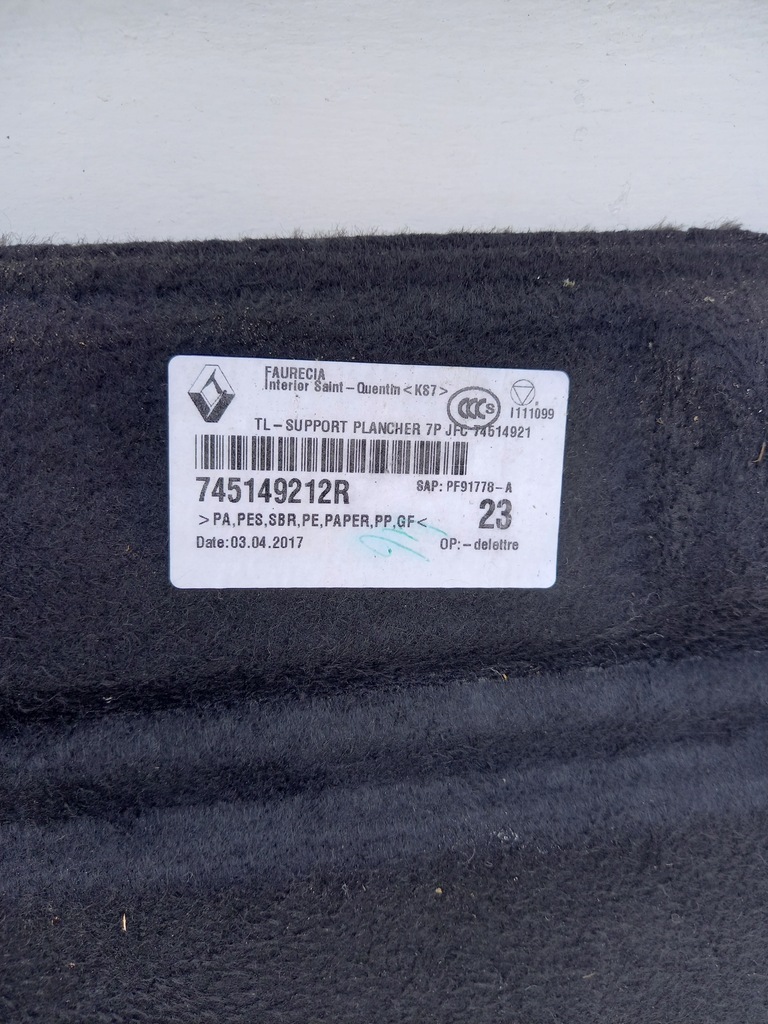 FAURECIA
Interior Saint-Quentin <K87>
CCC S
I111099
TL-SUPPORT PLANCHER 7P JFC 74514921
745149212R
SAP: PF91778-A
>PA,PES,SBR,PE,PAPER,PP,GF<
23
Date:03.04.2017
OP:-delettre